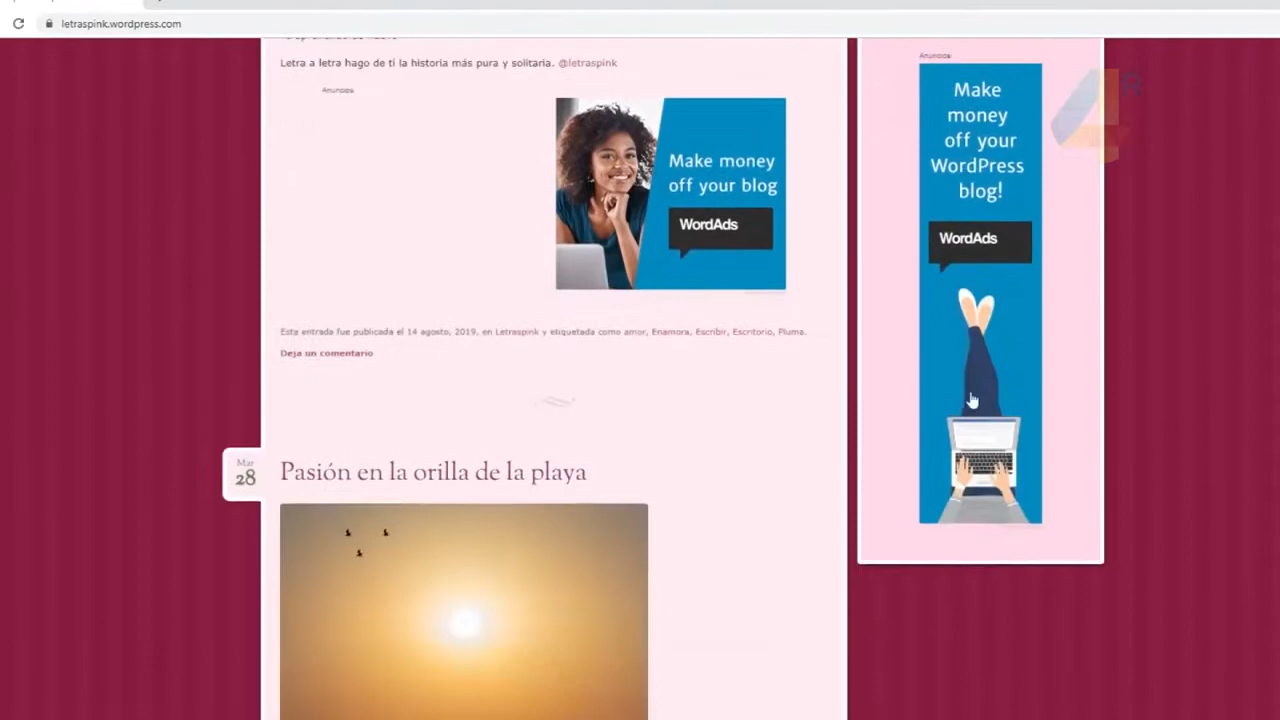 letraspink.wordpress.com
Letra a letra hago de ti la historia más pura y solitaria. @letraspink
Anuncios
Make money
off your blog
WordAds
Esta entrada fue publicada el 14 agosto, 2019, en Letraspink y etiquetada como amor, Enamora, Escribir, Escritorio, Pluma.
Deja un comentario
Mar
28
Pasión en la orilla de la playa
Anuncios
Make
money
off your
WordPress
blog!
WordAds
R